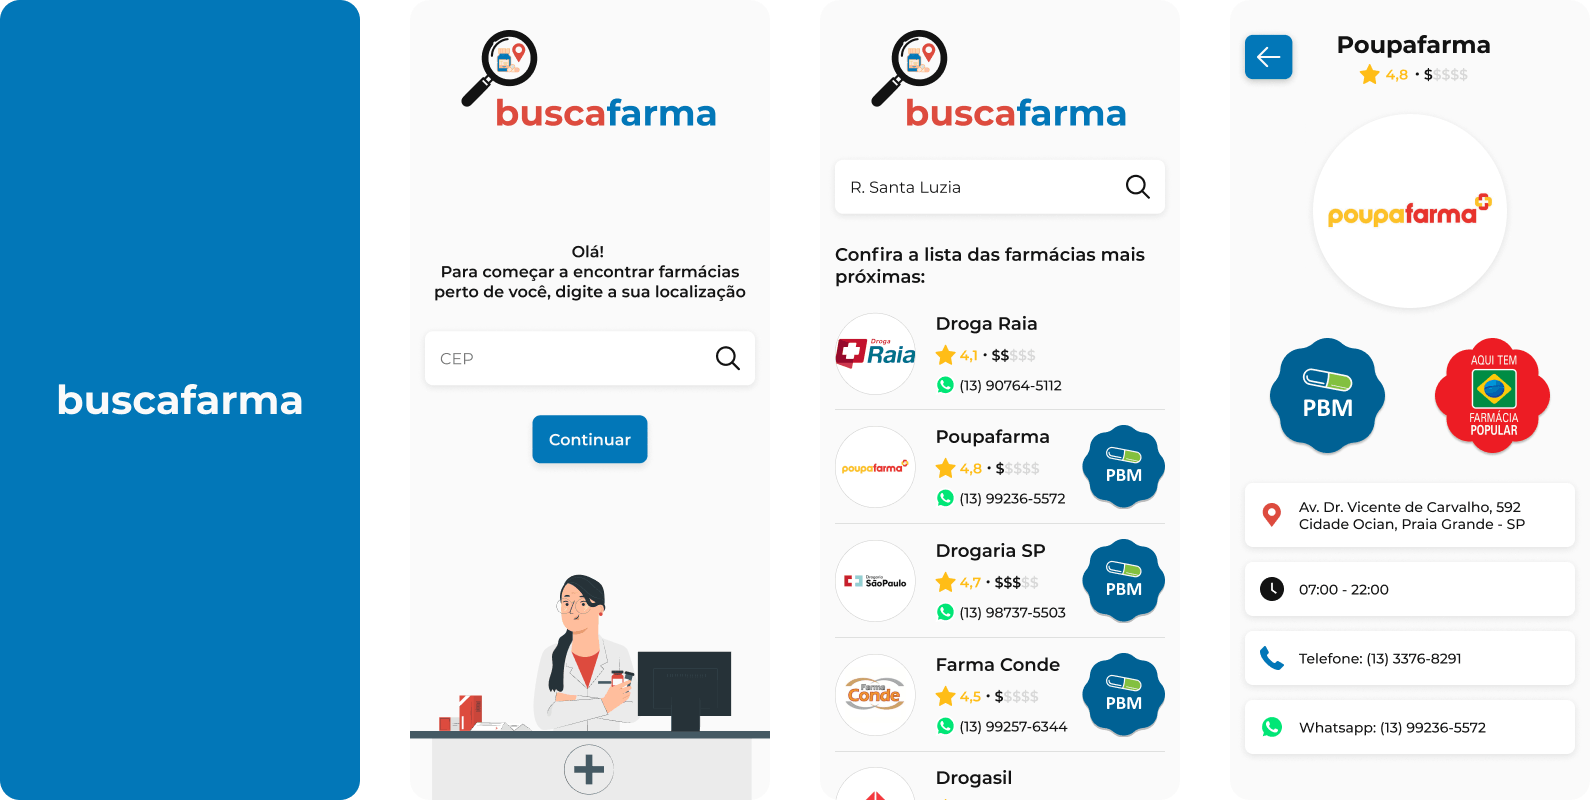 buscafarma
buscafarma
Olá!
Para começar a encontrar farmácias
perto de você, digite a sua localização
CEP
Continuar
buscafarma
R. Santa Luzia
Confira a lista das farmácias mais
próximas:
Droga
Raia
Droga Raia
4,1 • $$$$$
(13) 90764-5112
poupafarma
Poupafarma
4,8 • $$$$$
(13) 99236-5572
PBM
Drogaria
SãoPaulo
Drogaria SP
4,7 • $$$$$
(13) 98737-5503
PBM
Farma
Conde
Farma Conde
4,5 • $$$$$
(13) 99257-6344
PBM
Drogasil
Poupafarma
4,8 • $$$$$
poupafarma
PBM
AQUI TEM
FARMÁCIA
POPULAR
Av. Dr. Vicente de Carvalho, 592
Cidade Ocian, Praia Grande - SP
07:00 - 22:00
Telefone: (13) 3376-8291
Whatsapp: (13) 99236-5572